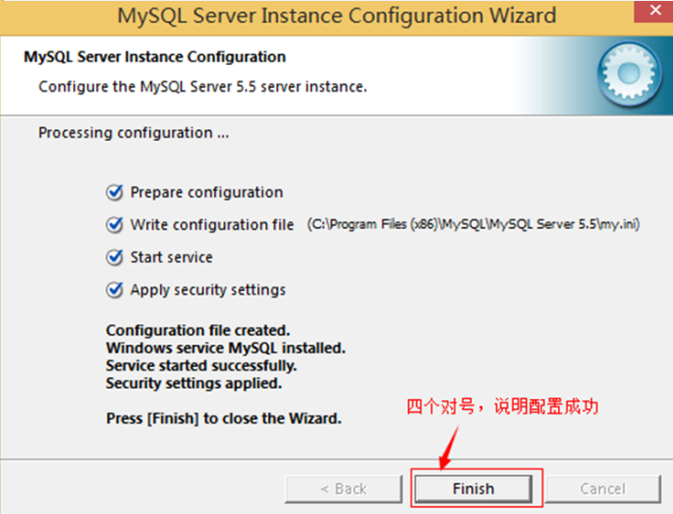 MySQL Server Instance Configuration Wizard
MySQL Server Instance Configuration
Configure the MySQL Server 5.5 server instance.
Processing configuration ...
Prepare configuration
Write configuration file (C:\Program Files (x86)\MySQL\MySQL Server 5.5\my.ini)
Start service
Apply security settings
Configuration file created.
Windows service MySQL installed.
Service started successfully.
Security settings applied.
Press [Finish] to close the Wizard.
四个对号，说明配置成功
< Back
Finish
Cancel